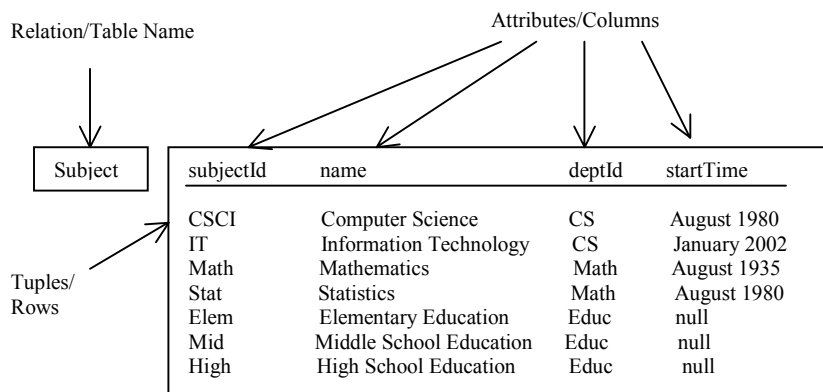 Relation/Table Name
Attributes/Columns
Subject
subjectId name deptId startTime
CSCI Computer Science CS August 1980
IT Information Technology CS January 2002
Math Mathematics Math August 1935
Stat Statistics Math August 1980
Elem Elementary Education Educ null
Mid Middle School Education Educ null
High High School Education Educ null
Tuples/
Rows